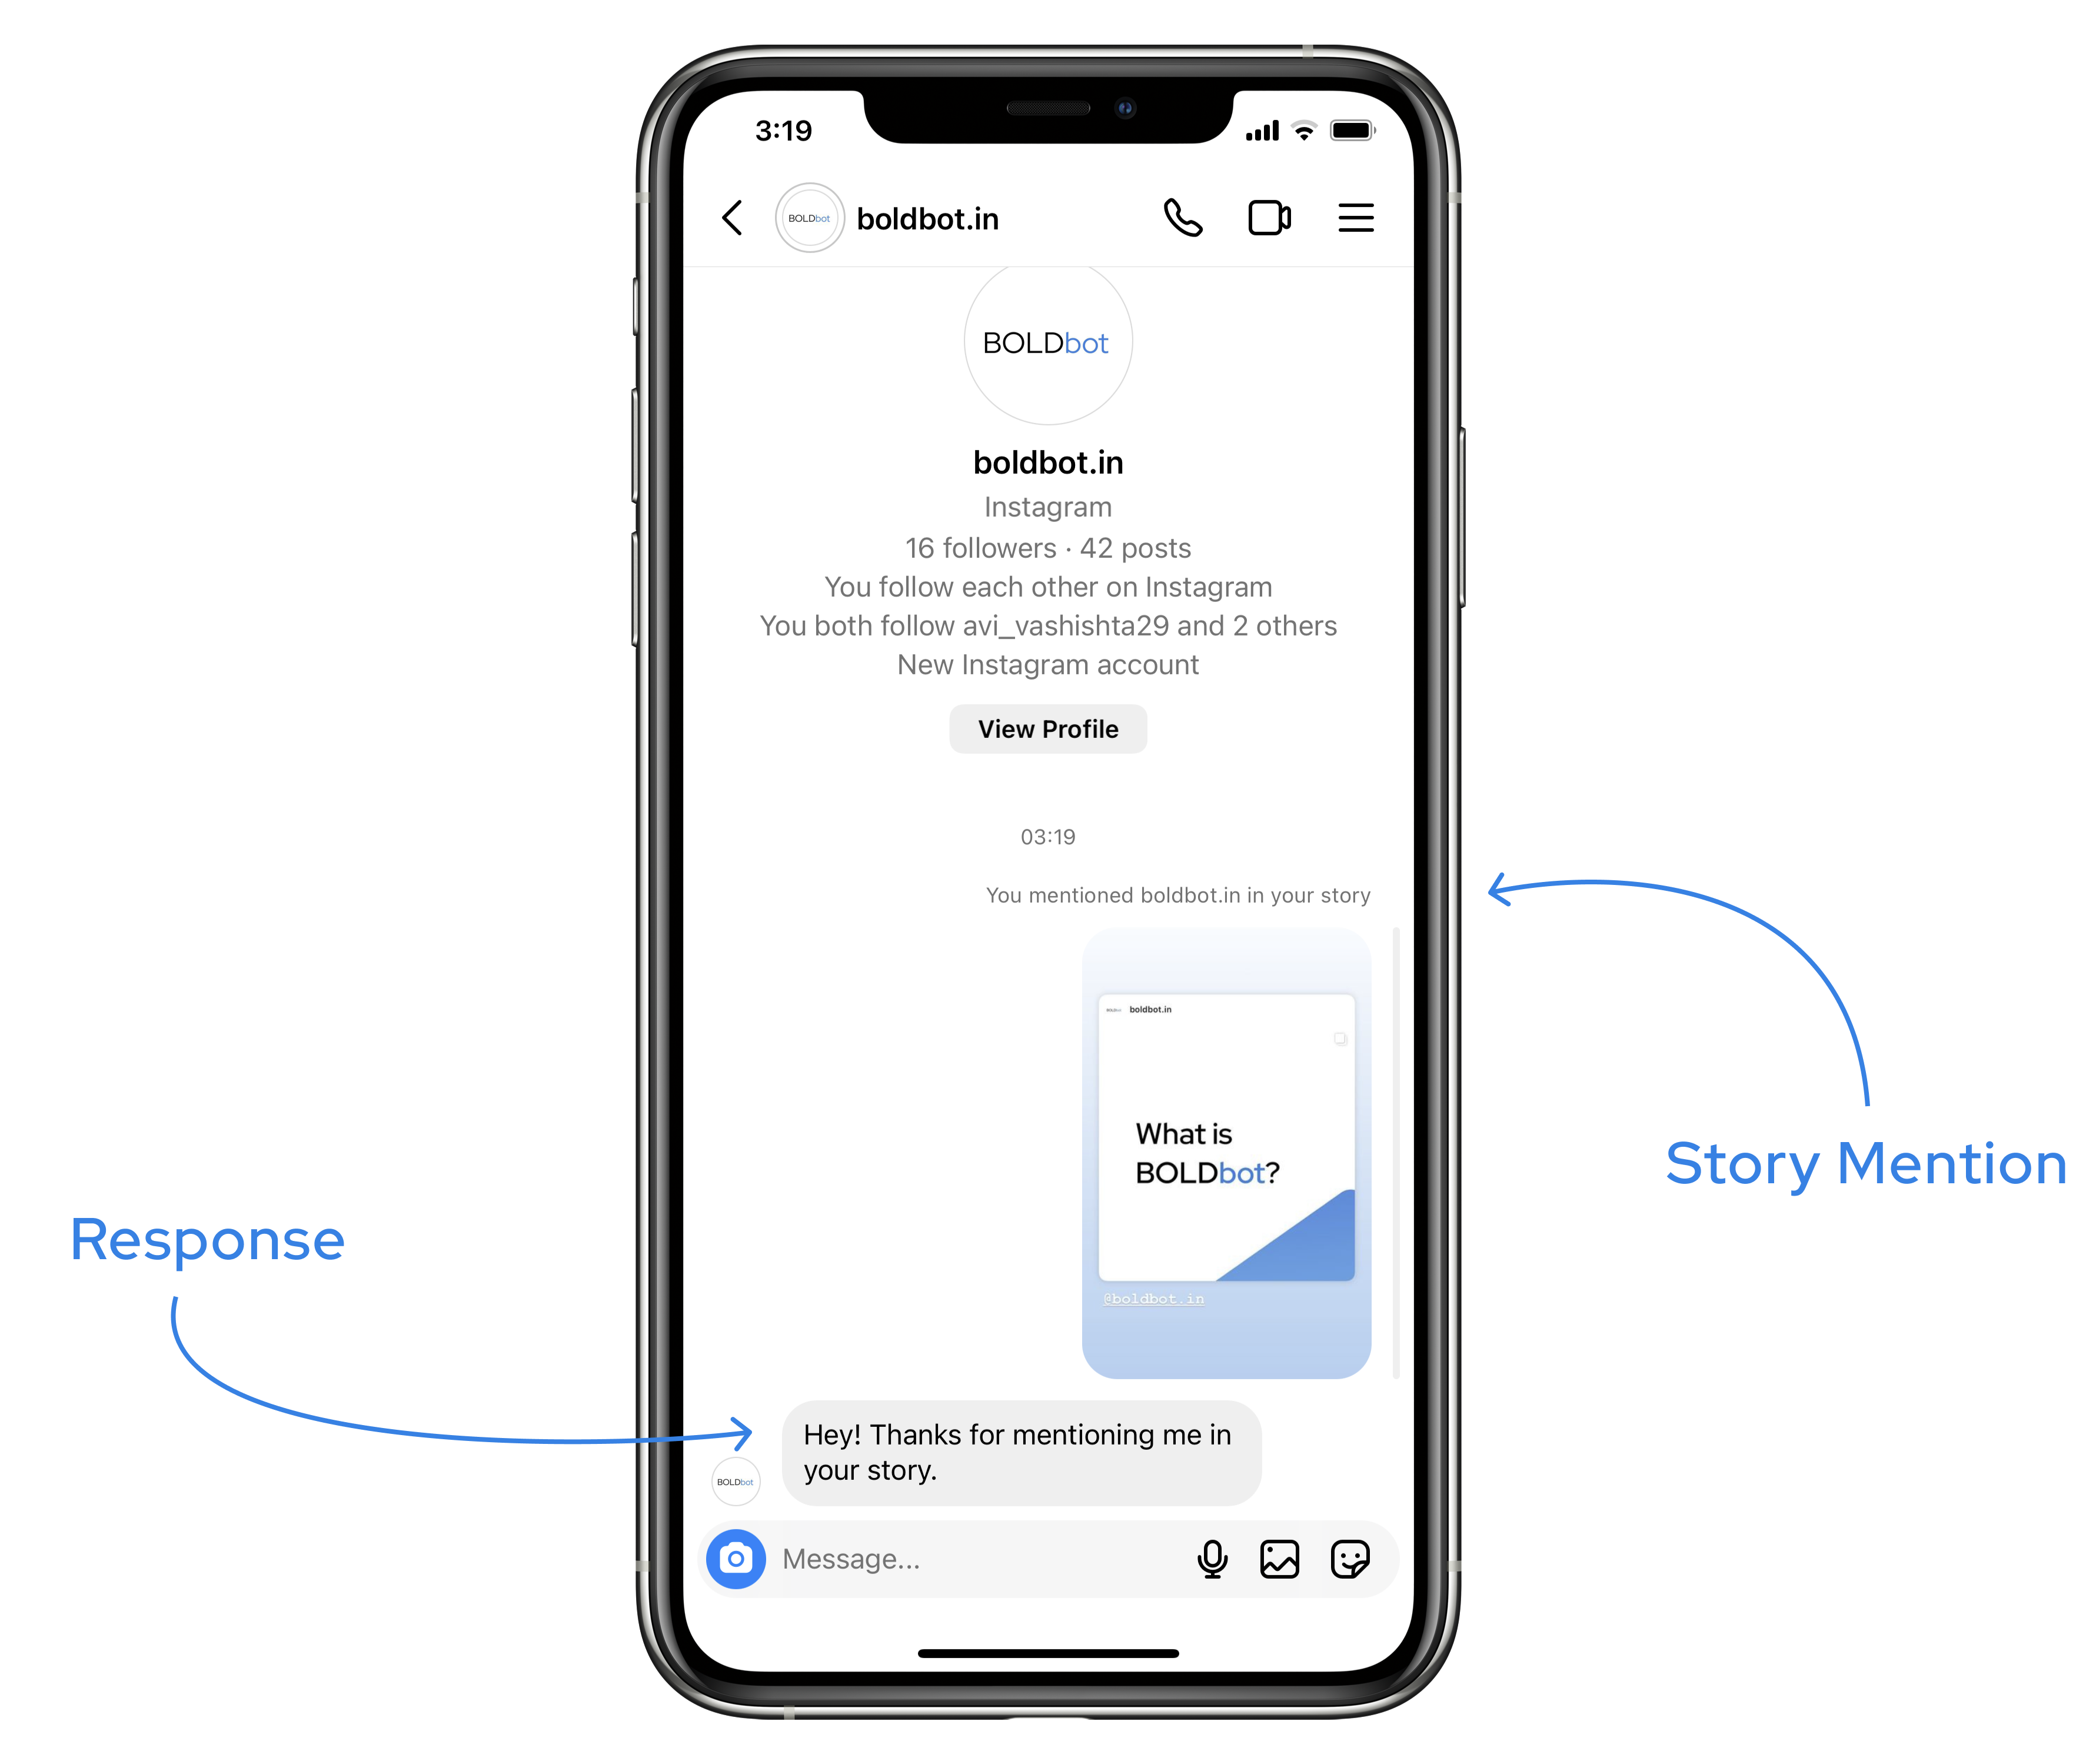 3:19
BOLDbot
boldbot.in
BOLDbot
boldbot.in
Instagram
16 followers · 42 posts
You follow each other on Instagram
You both follow avi_vashishta29 and 2 others
New Instagram account
View Profile
03:19
You mentioned boldbot.in in your story
BOLDbot boldbot.in
What is
BOLDbot?
@boldbot.in
Story Mention
Response
Hey! Thanks for mentioning me in
your story.
BOLDbot
Message...